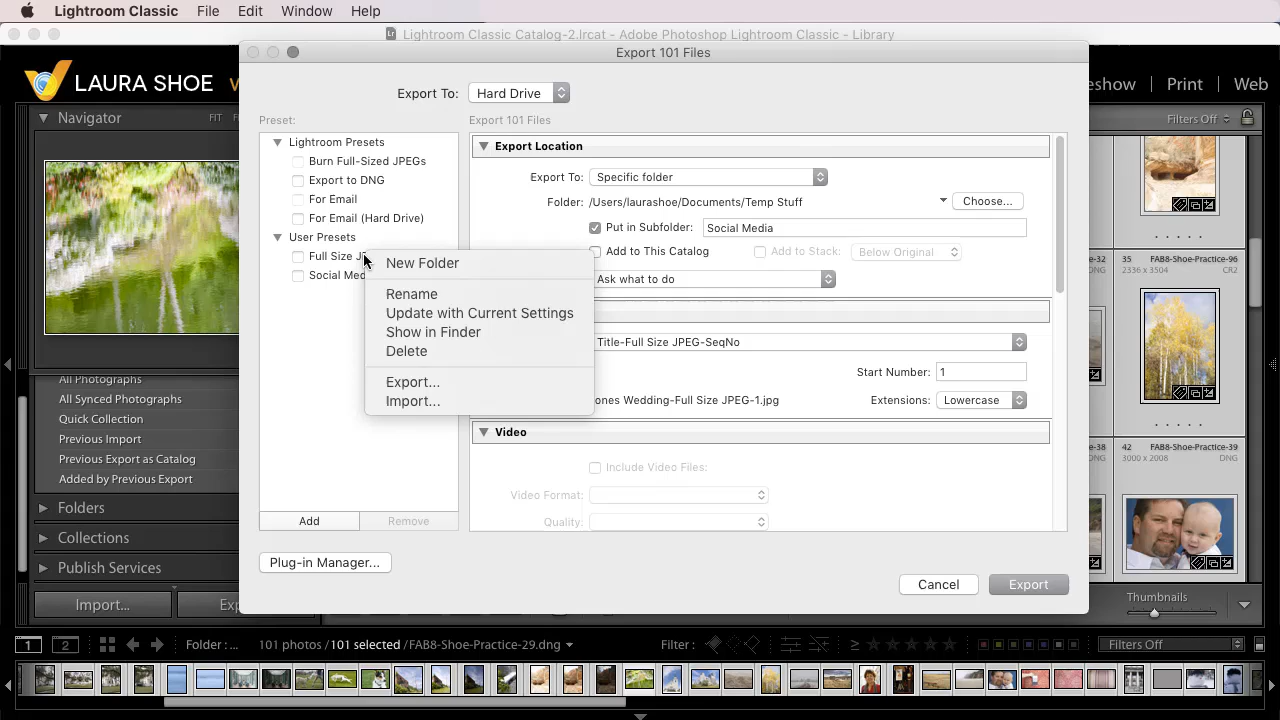 Lightroom Classic File Edit Window Help
Lightroom Classic Catalog-2.lrcat - Adobe Photoshop Lightroom Classic - Library
Export 101 Files
LAURA SHOE
Print | Web
Export To: Hard Drive
Navigator FIT
Preset: Export 101 Files
Filters Off
Lightroom Presets
Burn Full-Sized JPEGs
Export to DNG
For Email
For Email (Hard Drive)
User Presets
Full Size J
Social Med
New Folder
Rename
Update with Current Settings
Show in Finder
Delete
Export...
Import...
Add Remove
Plug-in Manager...
Export Location
Export To: Specific folder
Folder: /Users/laurashoe/Documents/Temp Stuff Choose...
Put in Subfolder: Social Media
Add to This Catalog Add to Stack: Below Original
Ask what to do
Title-Full Size JPEG-SeqNo
Start Number: 1
ones Wedding-Full Size JPEG-1.jpg Extensions: Lowercase
Video
Include Video Files:
Video Format:
Quality:
Cancel Export
All Photographs
All Synced Photographs
Quick Collection
Previous Import
Previous Export as Catalog
Added by Previous Export
Folders
Collections
Publish Services
Import...
35 FAB8-Shoe-Practice-96
2336 x 3504 CR2
42 FAB8-Shoe-Practice-39
3000 x 2008 DNG
Thumbnails
1 2 Folder : ... 101 photos / 101 selected / FAB8-Shoe-Practice-29.dng Filter : Filters Off